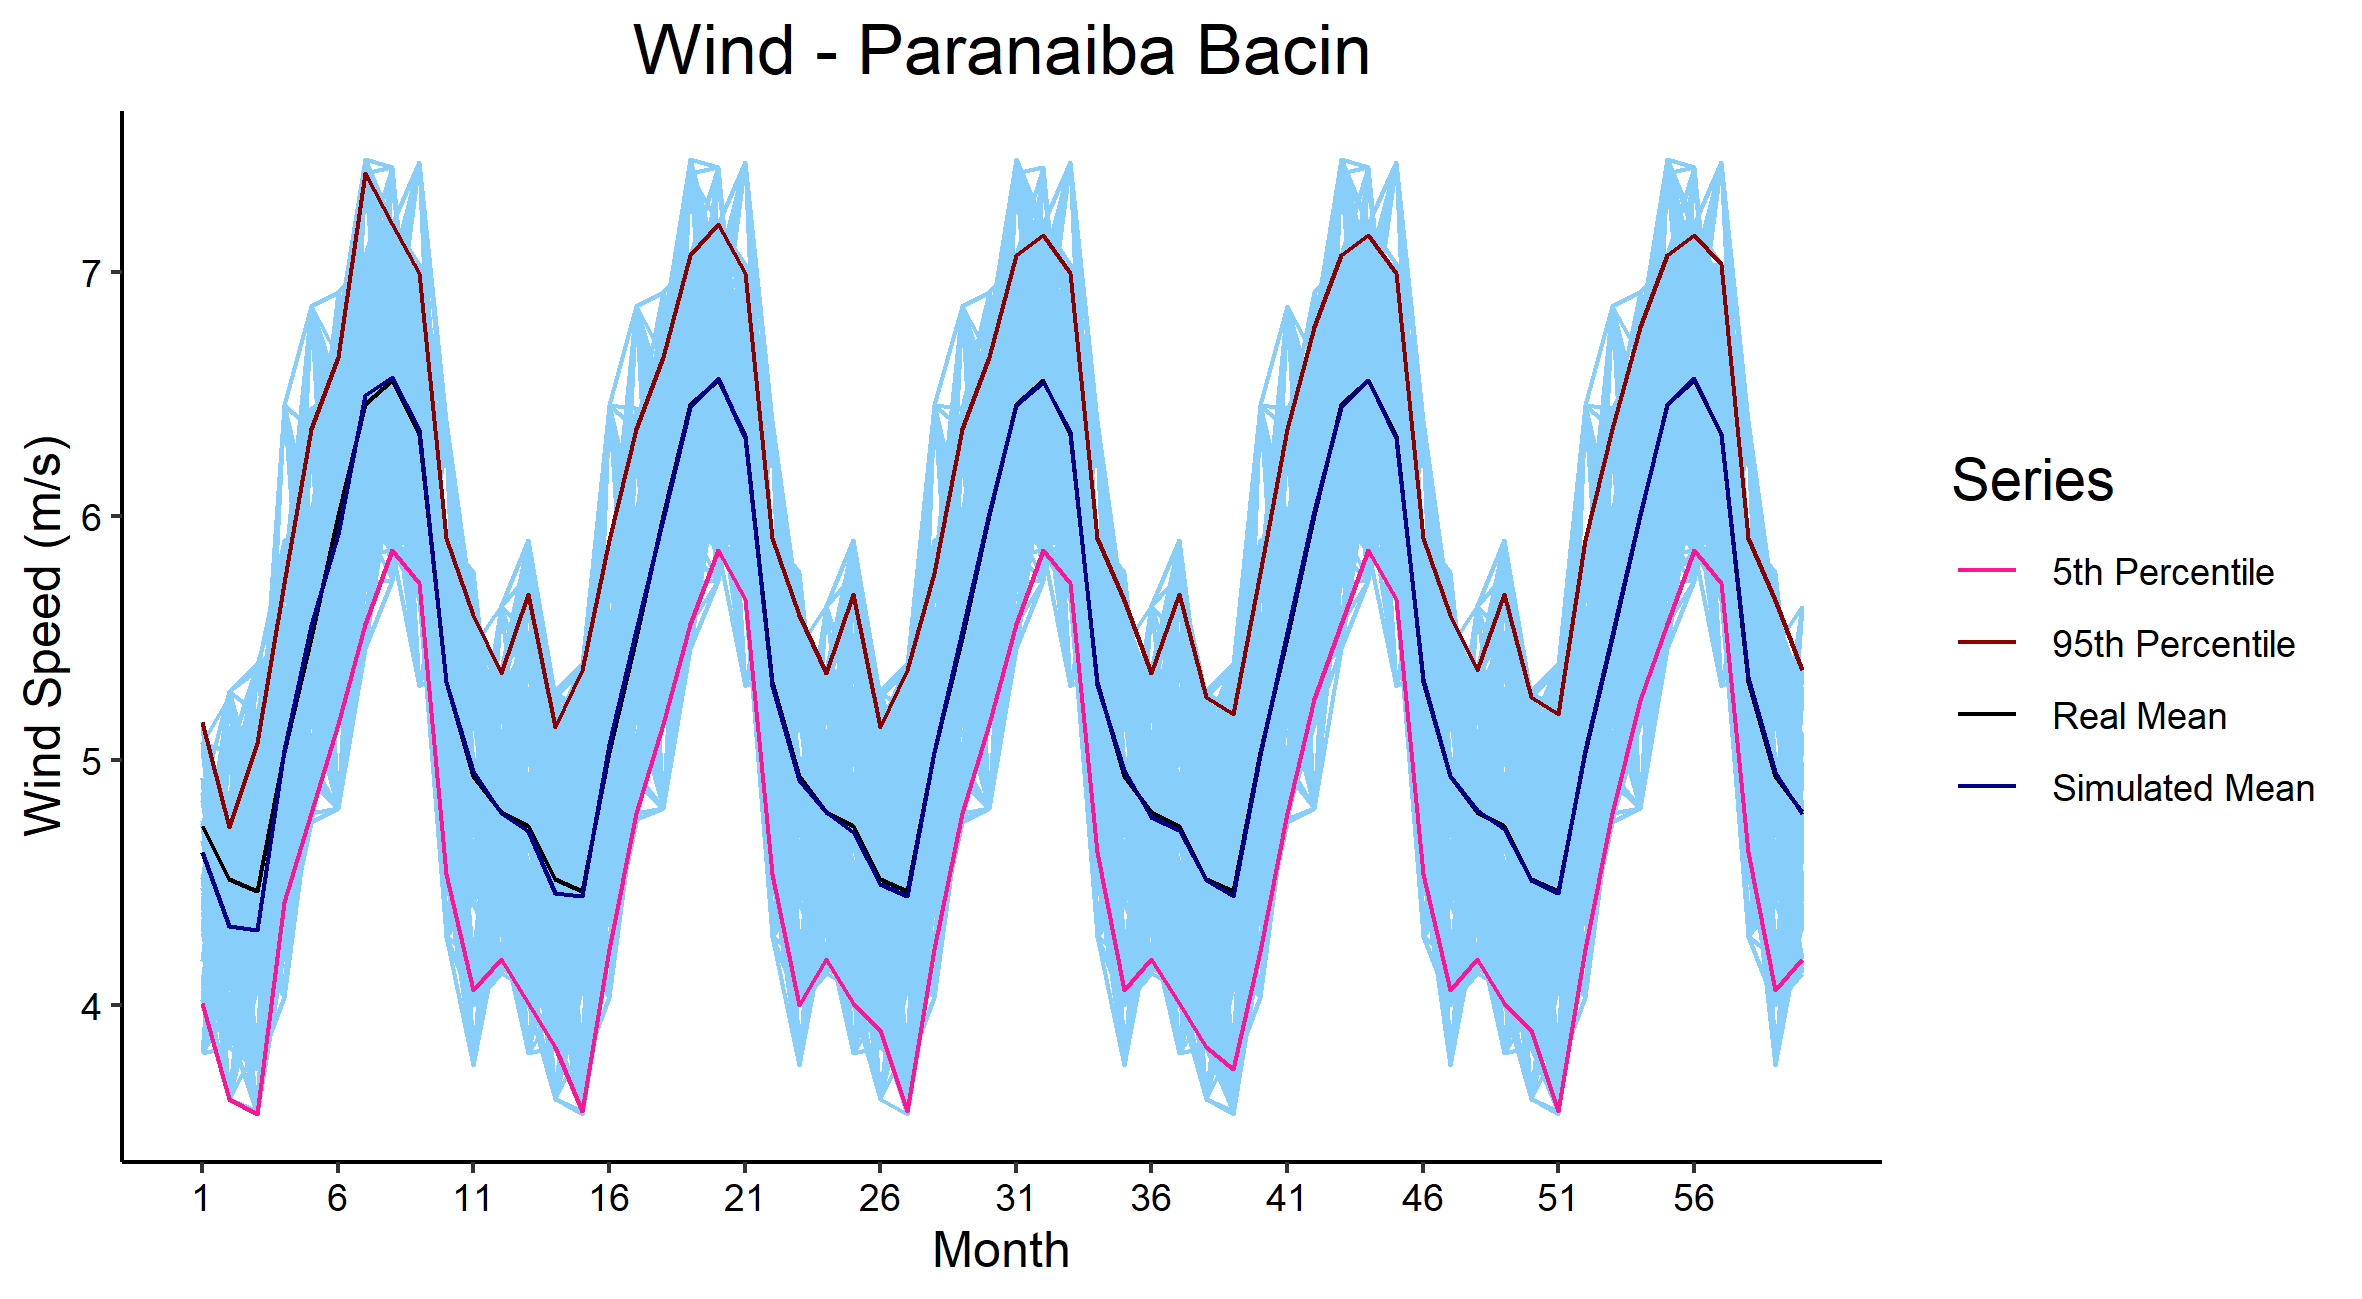 Wind - Paranaiba Bacin
Wind Speed (m/s)
7
6
5
4
1 6 11 16 21 26 31 36 41 46 51 56
Month
Series
5th Percentile
95th Percentile
Real Mean
Simulated Mean